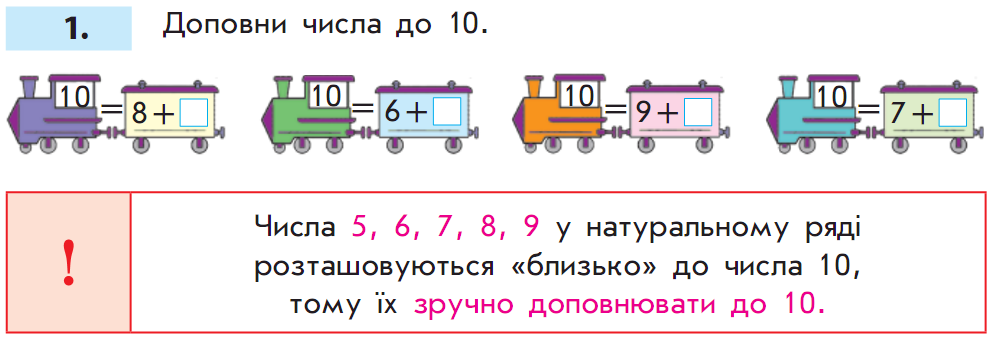 1. Доповни числа до 10.
10 = 8 + □ 10 = 6 + □ 10 = 9 + □ 10 = 7 + □
! Числа 5, 6, 7, 8, 9 у натуральному ряді
розташовуються «близько» до числа 10,
тому їх зручно доповнювати до 10.